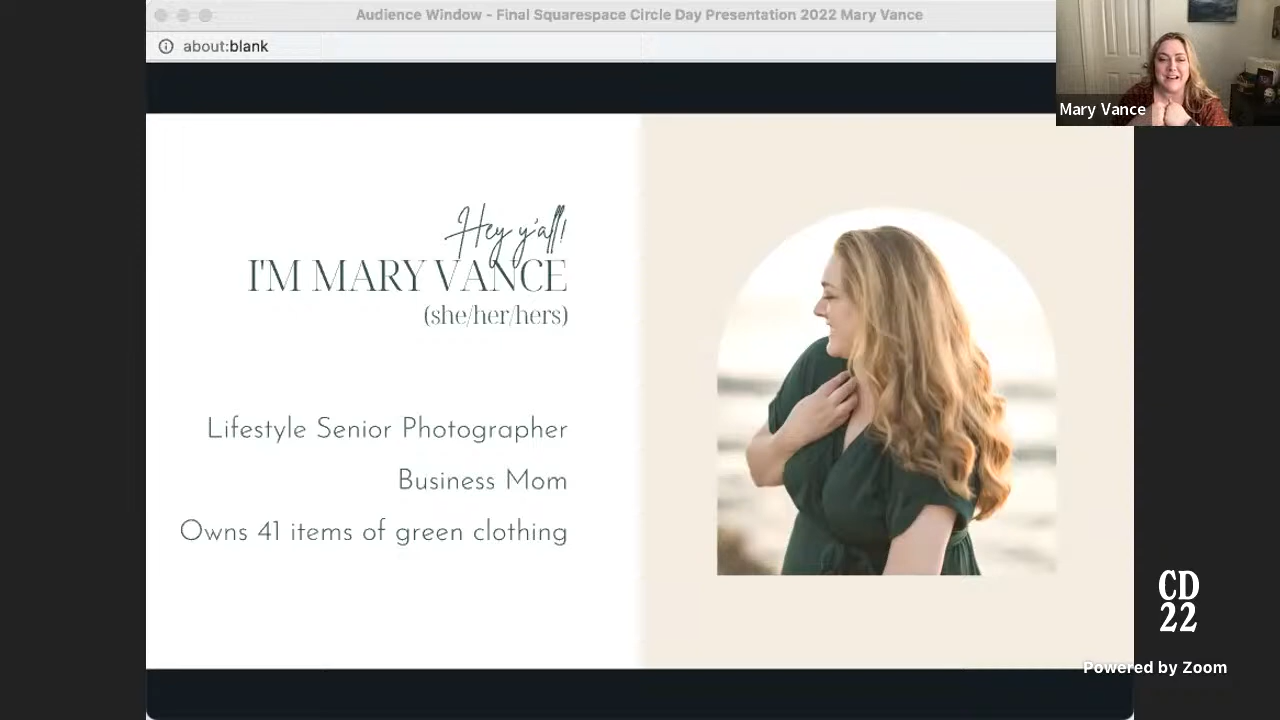 Audience Window - Final Squarespace Circle Day Presentation 2022 Mary Vance
about:blank
Mary Vance
Hey y'all!
I'M MARY VANCE
(she/her/hers)
Lifestyle Senior Photographer
Business Mom
Owns 41 items of green clothing
CD
22
Powered by Zoom